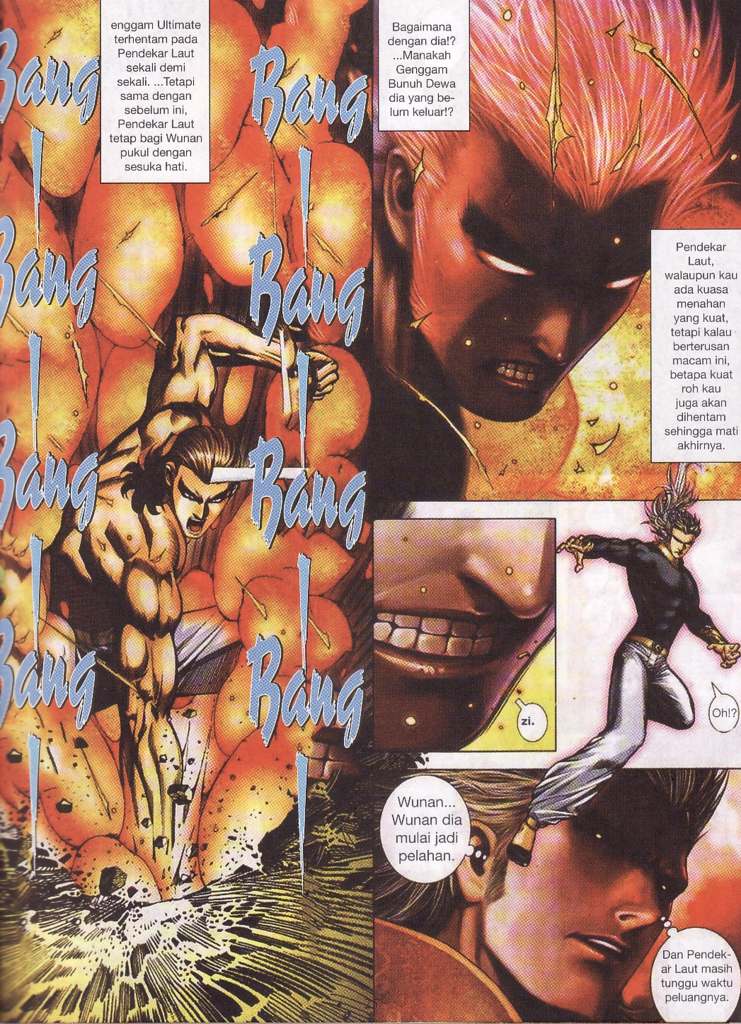 enggam Ultimate
terhentam pada
Pendekar Laut
sekali demi
sekali. ...Tetapi
sama dengan
sebelum ini,
Pendekar Laut
tetap bagi Wunan
pukul dengan
sesuka hati.
Bang
!
Bang
!
Bang
!
Bang
!
Bang
!
Bang
!
Bang
!
Bang
!
Bagaimana
dengan dia!?
...Manakah
Genggam
Bunuh Dewa
dia yang be-
lum keluar!?
Pendekar
Laut,
walaupun kau
ada kuasa
menahan
yang kuat,
tetapi kalau
berterusan
macam ini,
betapa kuat
roh kau
juga akan
dihentam
sehingga mati
akhirnya.
zi.
Oh!?
Wunan...
Wunan dia
mulai jadi
pelahan.
Dan Pendek-
ar Laut masih
tunggu waktu
peluangnya.